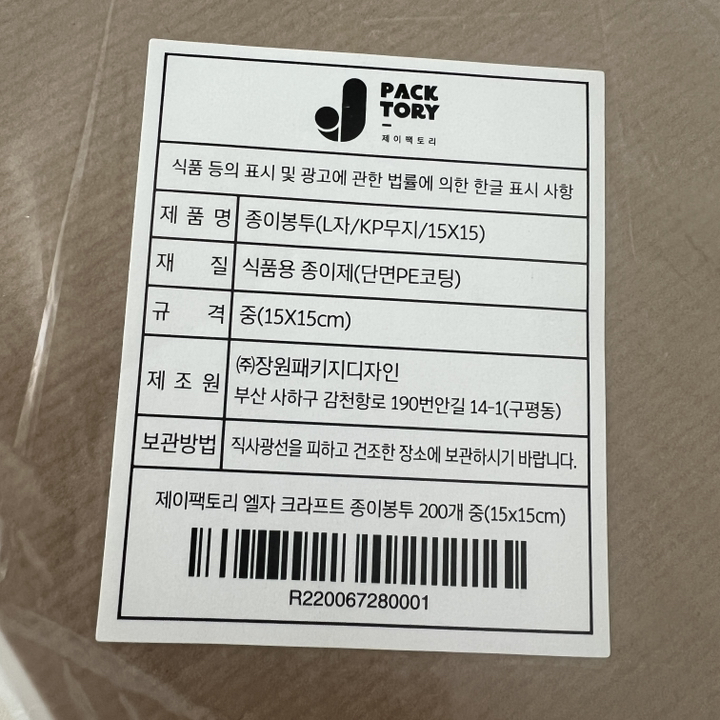 J PACK
TORY
제이팩토리
식품 등의 표시 및 광고에 관한 법률에 의한 한글 표시 사항
제 품 명 종이봉투(L자/KP무지/15X15)
재 질 식품용 종이제(단면PE코팅)
규 격 중(15X15cm)
제 조 원 ㈜장원패키지디자인
부산 사하구 감천항로 190번안길 14-1(구평동)
보관방법 직사광선을 피하고 건조한 장소에 보관하시기 바랍니다.
제이팩토리 엘자 크라프트 종이봉투 200개 중(15x15cm)
R220067280001